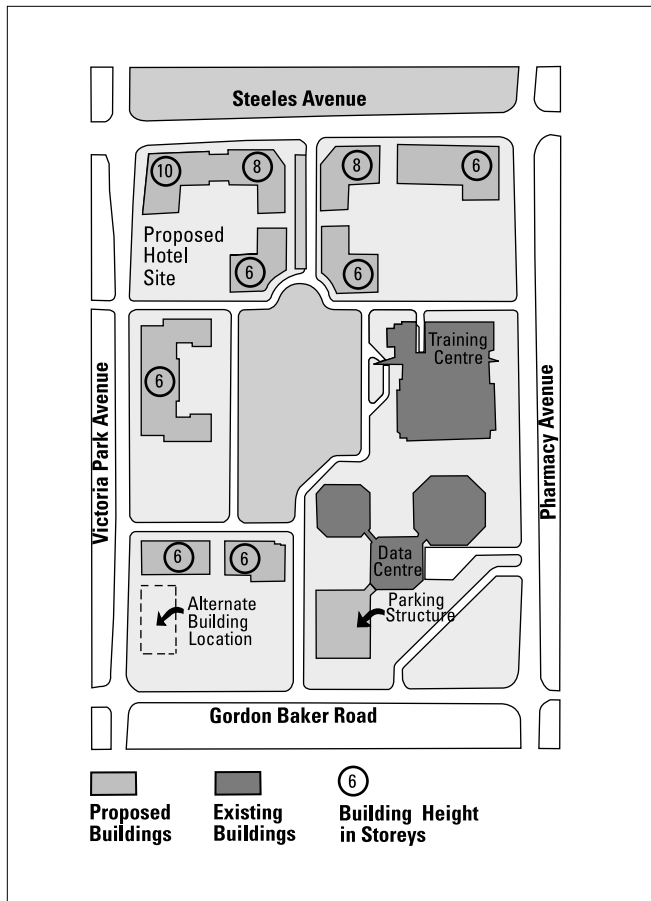 Steeles Avenue
10
8
8
6
Proposed
Hotel
Site
6
6
Training
Centre
6
Victoria Park Avenue
Pharmacy Avenue
6
6
Data
Centre
Alternate
Building
Location
Parking
Structure
Gordon Baker Road
6
Proposed
Buildings
Existing
Buildings
Building Height
in Storeys